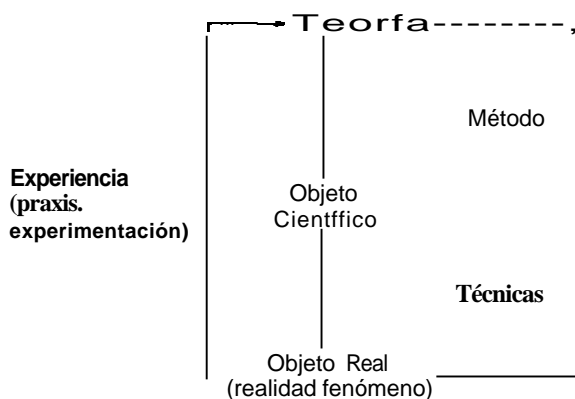 Teorfa
Método
Experiencia
(praxis.
experimentación)
Objeto
Cientffico
Técnicas
Objeto Real
(realidad fenómeno)